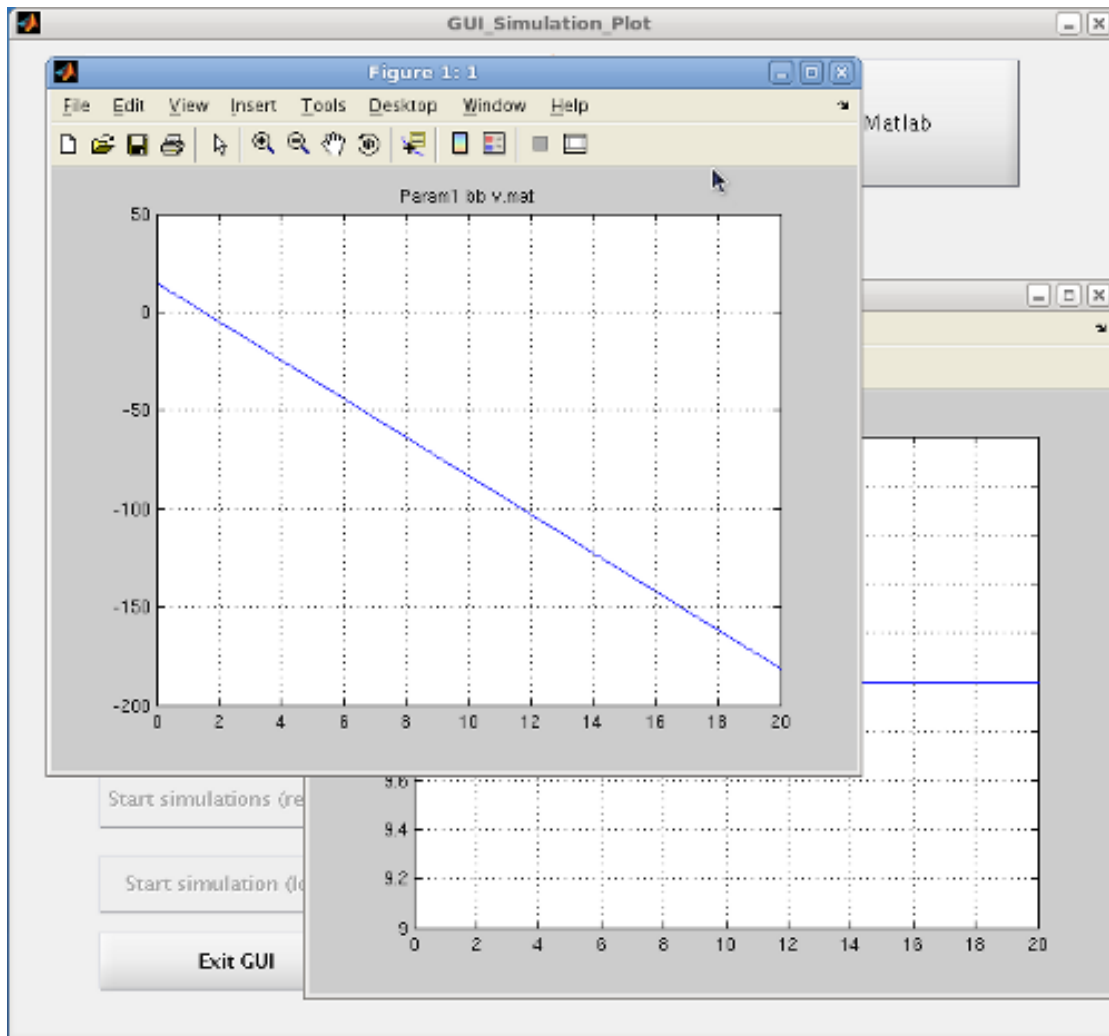 GUI_Simulation_Plot
Figure 1: 1
File Edit View Insert Tools Desktop Window Help
Matlab
Param1 bb v.mat
50
0
-50
-100
-150
-200
0 2 4 6 8 10 12 14 16 18 20
9.6
9.4
9.2
9
0 2 4 6 8 10 12 14 16 18 20
Start simulations (re
Start simulation (lo
Exit GUI